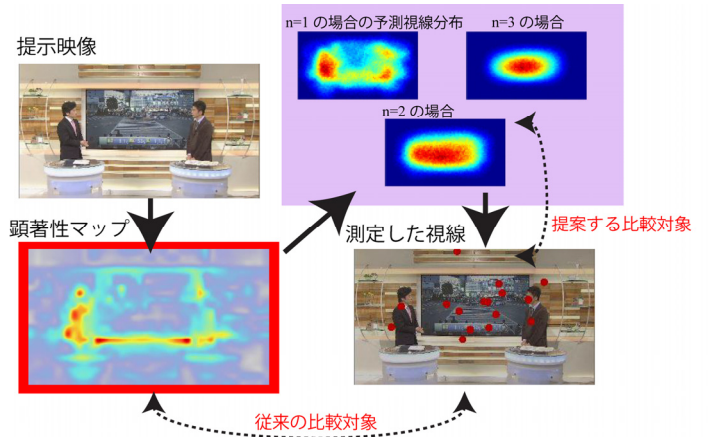 提示映像
n=1 の場合の予測視線分布
n=3 の場合
n=2 の場合
顕著性マップ
測定した視線
提案する比較対象
従来の比較対象